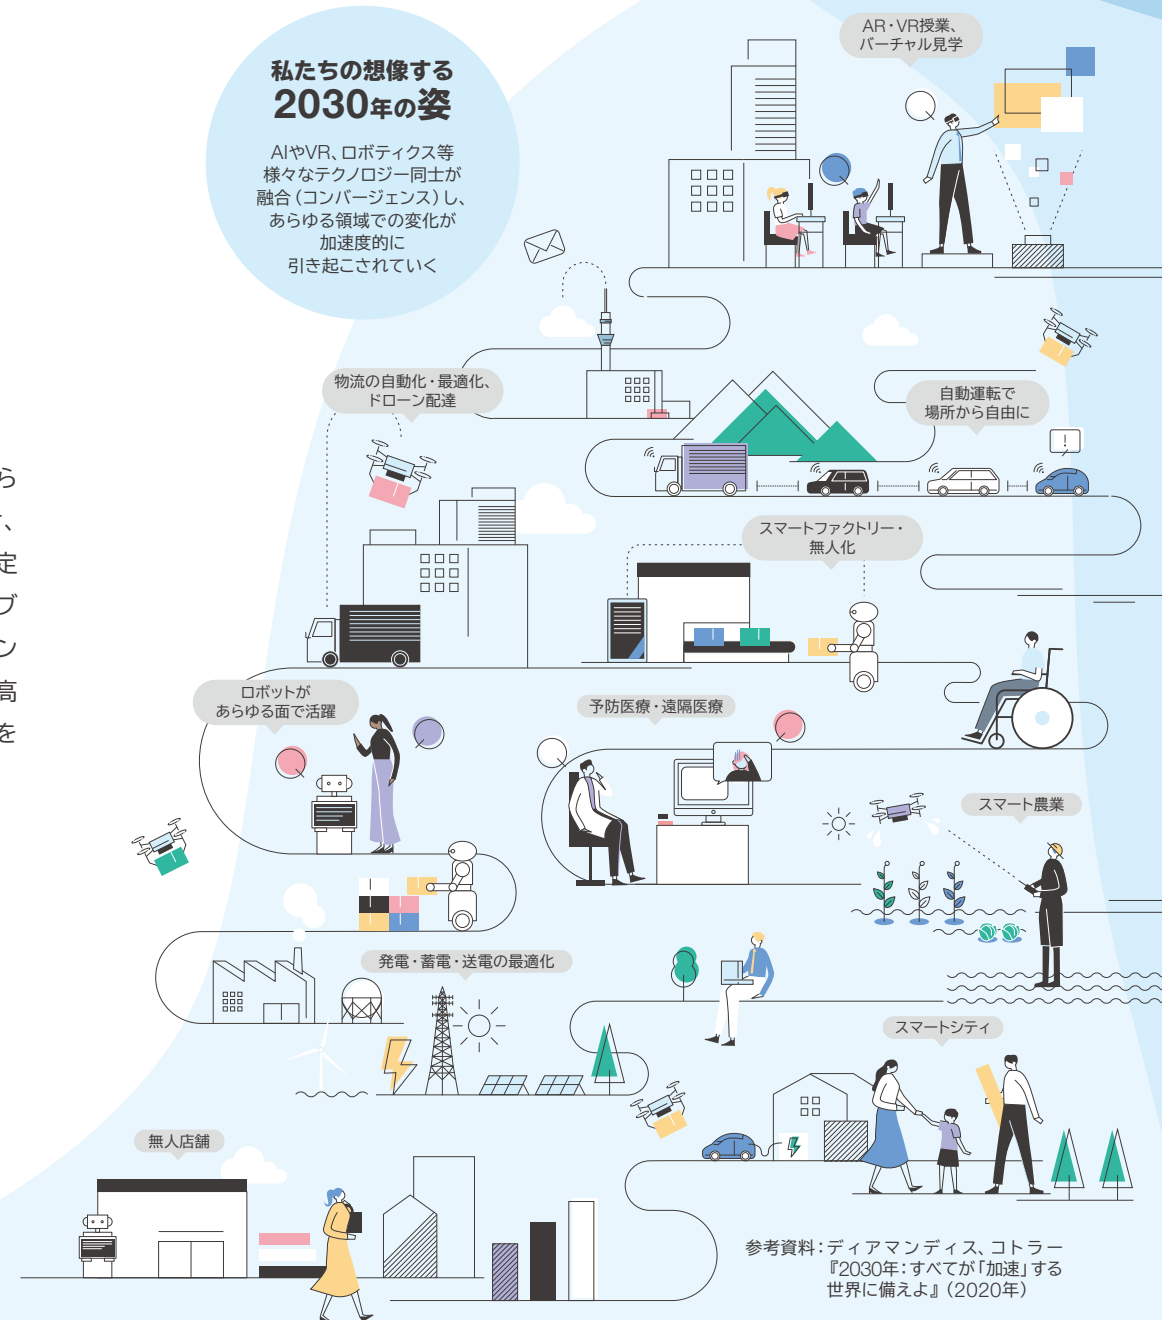 私たちの想像する
2030年の姿
AIやVR、ロボティクス等
様々なテクノロジー同士が
融合（コンバージェンス）し、
あらゆる領域での変化が
加速度的に
引き起こされていく
AR・VR授業、
バーチャル見学
物流の自動化・最適化、
ドローン配達
自動運転で
場所から自由に
ら
、
定
ブ
ン
高
を
スマートファクトリー・
無人化
ロボットが
あらゆる面で活躍
予防医療・遠隔医療
スマート農業
発電・蓄電・送電の最適化
スマートシティ
無人店舗
参考資料：ディアマンディス、コトラー
『2030年：すべてが「加速」する
世界に備えよ』（2020年）